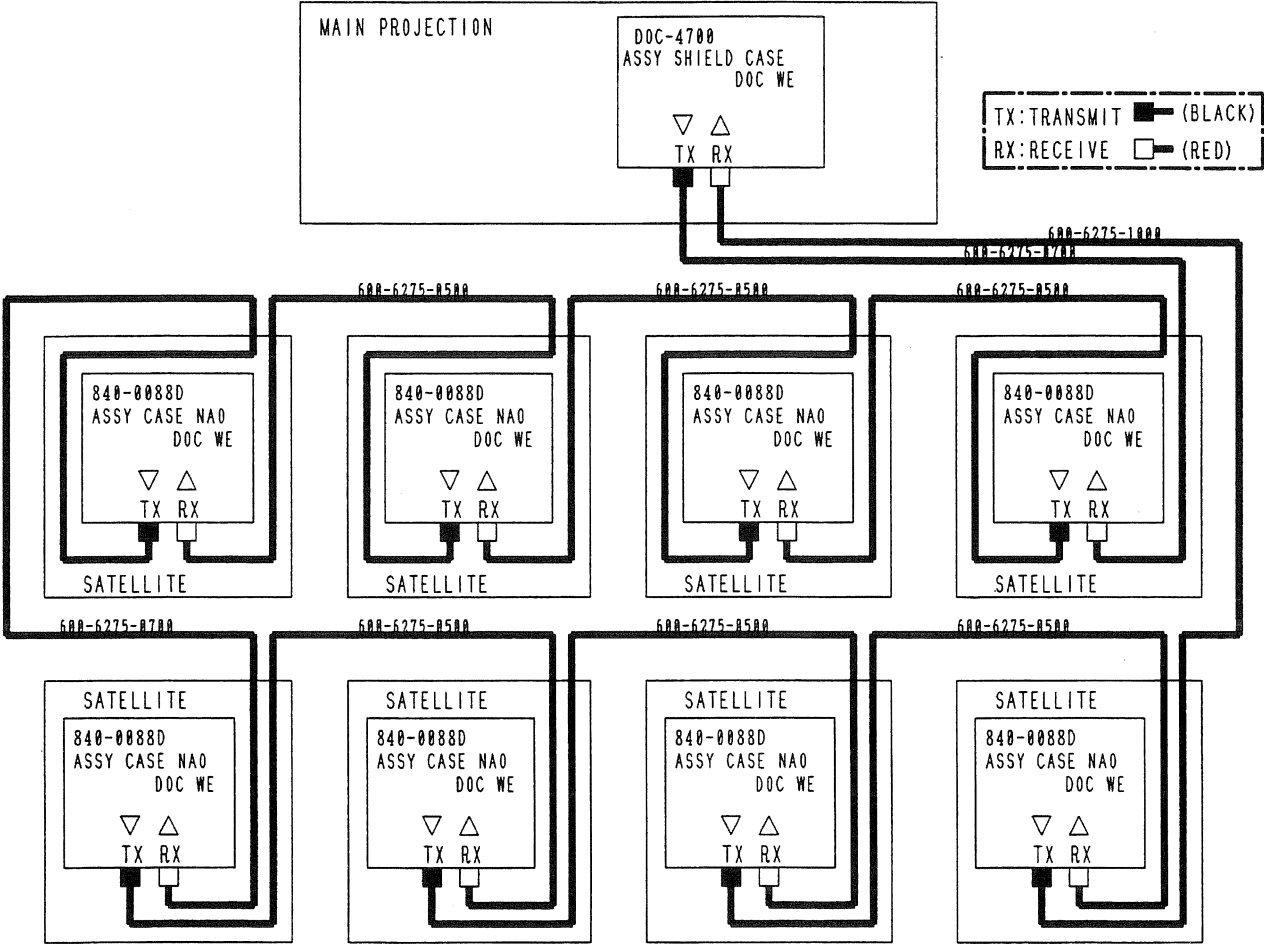 MAIN PROJECTION
DOC-4700
ASSY SHIELD CASE
DOC WE
TX RX
TX:TRANSMIT (BLACK)
RX:RECEIVE (RED)
600-6275-1000
600-6275-0700
600-6275-0500 600-6275-0500 600-6275-0500
840-0088D
ASSY CASE NAO
DOC WE
TX RX
SATELLITE
840-0088D
ASSY CASE NAO
DOC WE
TX RX
SATELLITE
840-0088D
ASSY CASE NAO
DOC WE
TX RX
SATELLITE
840-0088D
ASSY CASE NAO
DOC WE
TX RX
SATELLITE
600-6275-0700 600-6275-0500 600-6275-0500 600-6275-0500
SATELLITE
840-0088D
ASSY CASE NAO
DOC WE
TX RX
SATELLITE
840-0088D
ASSY CASE NAO
DOC WE
TX RX
SATELLITE
840-0088D
ASSY CASE NAO
DOC WE
TX RX
SATELLITE
840-0088D
ASSY CASE NAO
DOC WE
TX RX